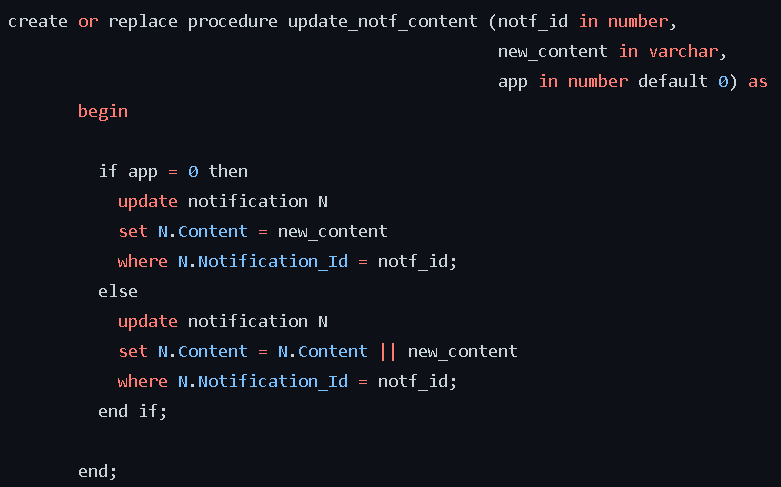 create or replace procedure update_notf_content (notf_id in number,
new_content in varchar,
app in number default 0) as
begin
if app = 0 then
update notification N
set N.Content = new_content
where N.Notification_Id = notf_id;
else
update notification N
set N.Content = N.Content || new_content
where N.Notification_Id = notf_id;
end if;
end;